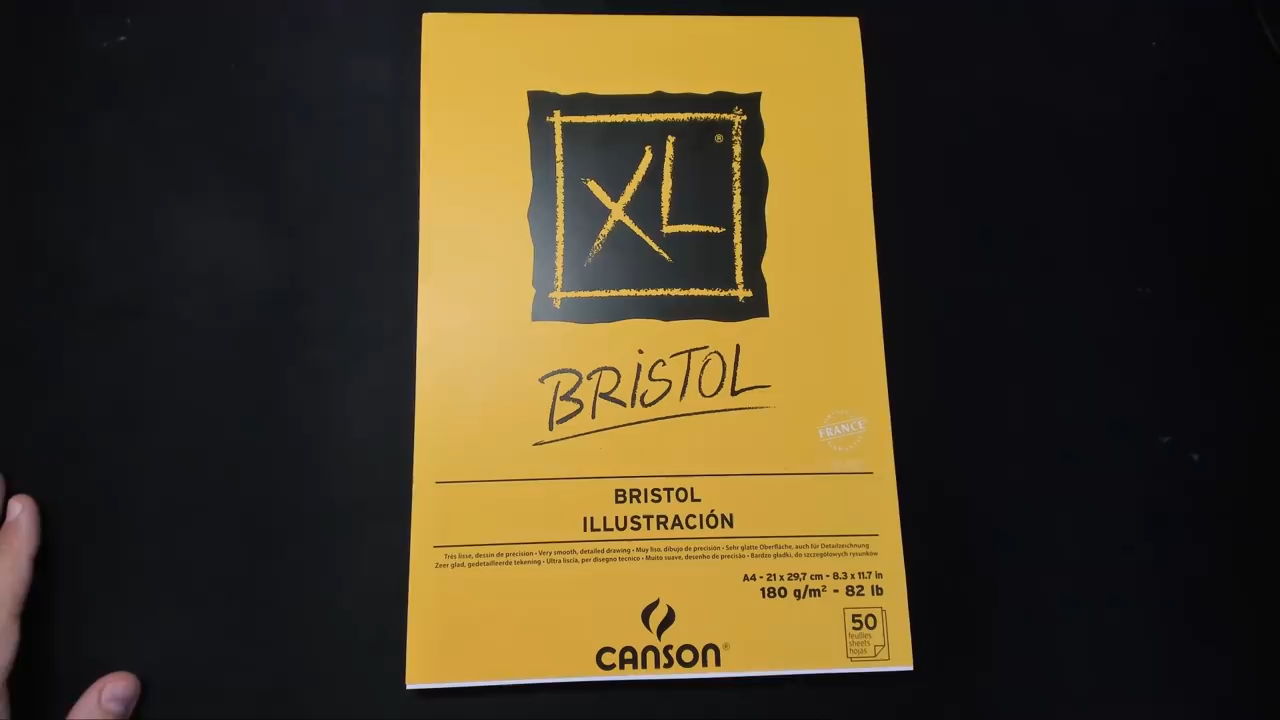 XL®
BRISTOL
FRANCE
BRISTOL
ILLUSTRACIÓN
Très lisse, dessin de précision • Very smooth, detailed drawing • Muy liso, dibujo de precisión • Sehr glatte Oberfläche, auch für Detailzeichnung
Zeer glad, gedetailleerde tekening • Ultra liscia, per disegno tecnico • Muito suave, desenho de precisão • Bardzo gładki, do szczegółowych rysunków
A4 - 21 x 29,7 cm - 8.3 x 11.7 in
180 g/m² - 82 lb
50
feuilles
sheets
hojas
CANSON®